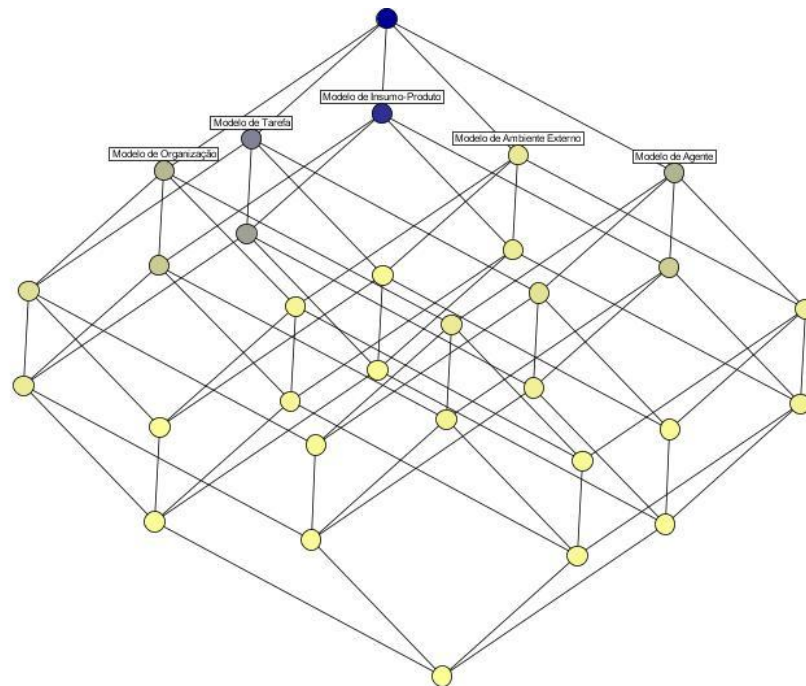 Modelo de Insumo-Produto
Modelo de Tarefa
Modelo de Ambiente Externo
Modelo de Organização
Modelo de Agente